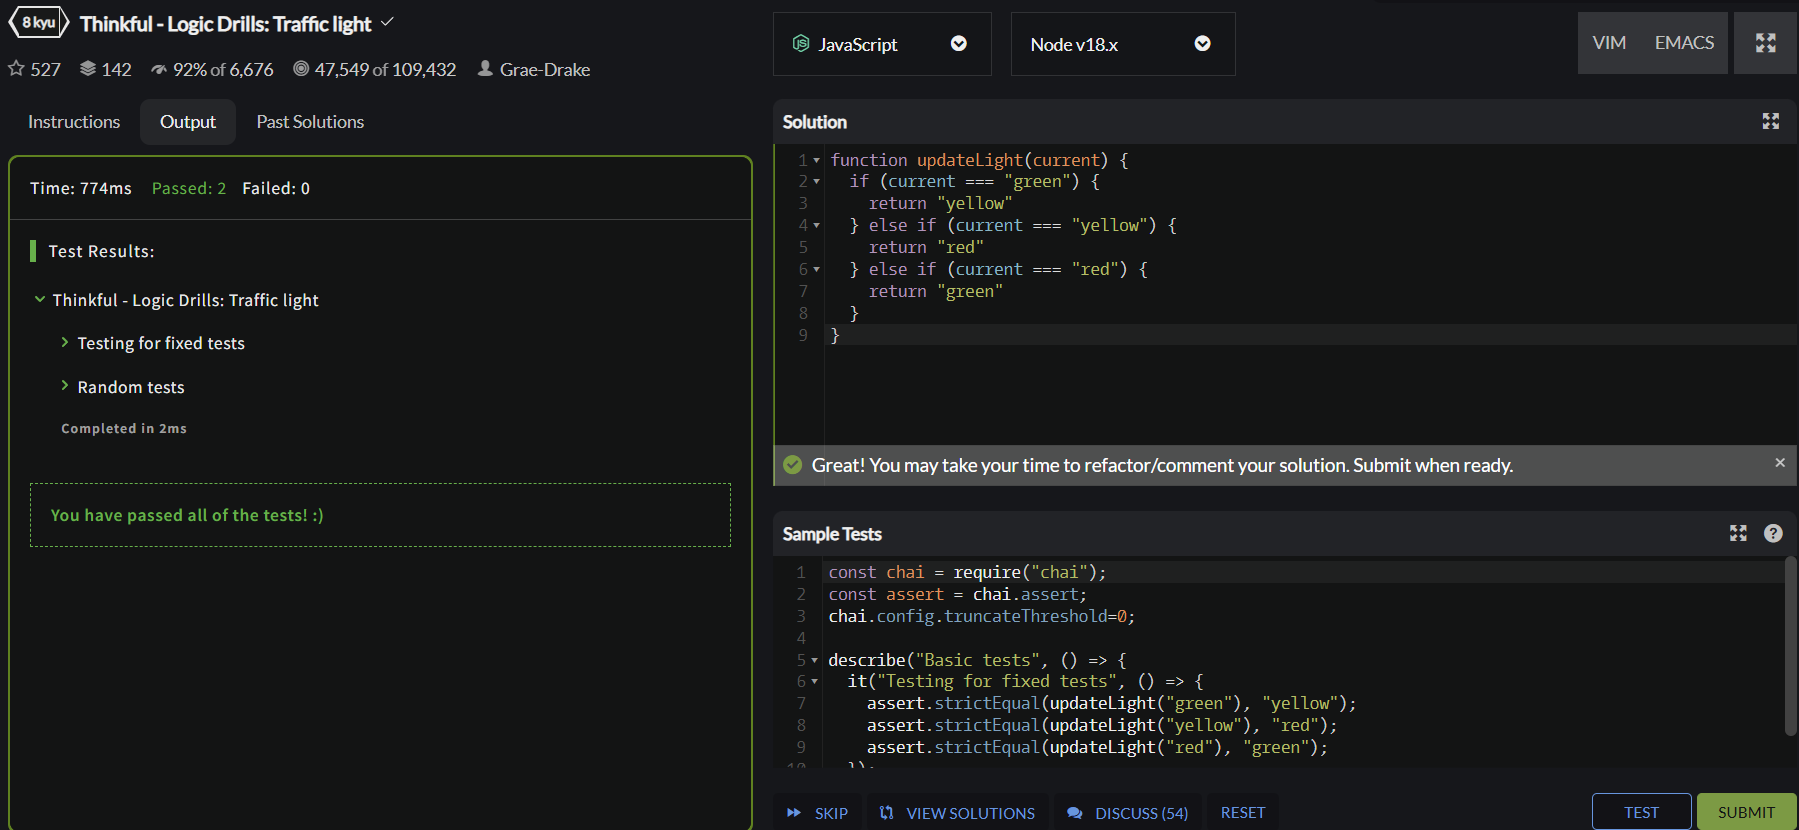 8 kyu Thinkful - Logic Drills: Traffic light
527 142 92% of 6,676 47,549 of 109,432 Grae-Drake
Instructions Output Past Solutions
Time: 774ms Passed: 2 Failed: 0
Test Results:
Thinkful - Logic Drills: Traffic light
Testing for fixed tests
Random tests
Completed in 2ms
You have passed all of the tests! :)
JavaScript Node v18.x VIM EMACS
Solution
1 function updateLight(current) {
2 if (current === "green") {
3 return "yellow"
4 } else if (current === "yellow") {
5 return "red"
6 } else if (current === "red") {
7 return "green"
8 }
9 }
Great! You may take your time to refactor/comment your solution. Submit when ready. ×
Sample Tests ?
1 const chai = require("chai");
2 const assert = chai.assert;
3 chai.config.truncateThreshold=0;
4
5 describe("Basic tests", () => {
6 it("Testing for fixed tests", () => {
7 assert.strictEqual(updateLight("green"), "yellow");
8 assert.strictEqual(updateLight("yellow"), "red");
9 assert.strictEqual(updateLight("red"), "green");
10 });
SKIP VIEW SOLUTIONS DISCUSS (54) RESET TEST SUBMIT